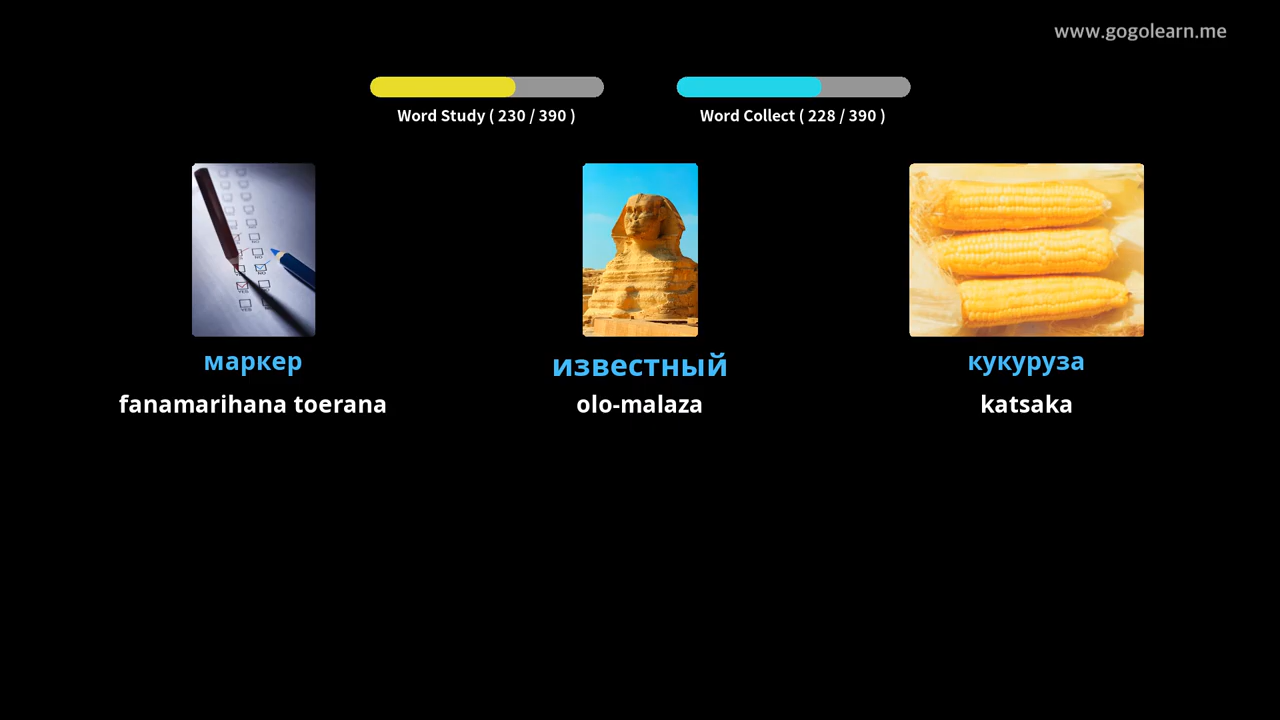 www.gogolearn.me
Word Study ( 230 / 390 )
Word Collect ( 228 / 390 )
маркер
известный
кукуруза
fanamarihana toerana
olo-malaza
katsaka